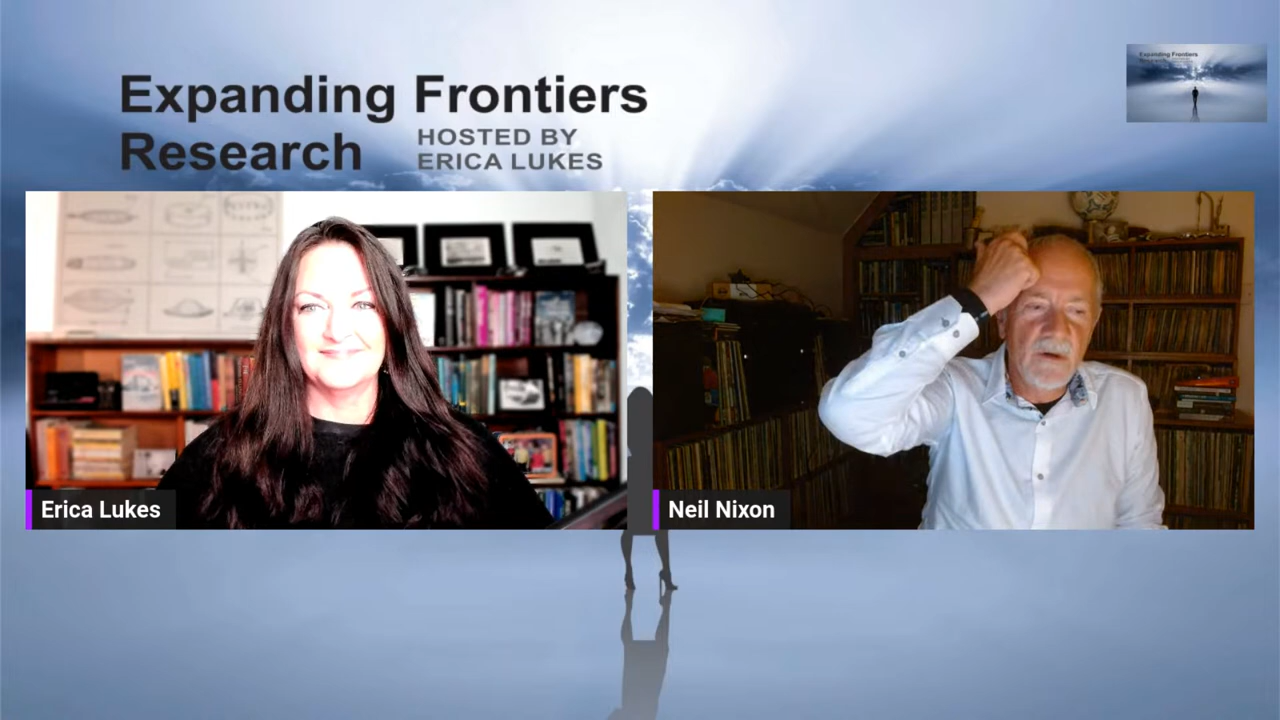 Expanding Frontiers
Research
HOSTED BY
ERICA LUKES
Expanding Frontiers
Erica Lukes
Neil Nixon